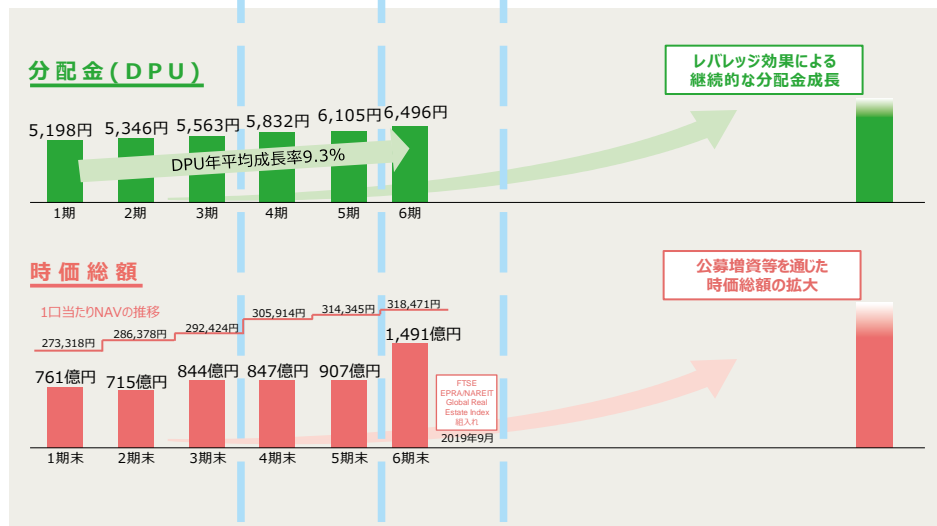 分配金(DPU)
レバレッジ効果による
継続的な分配金成長
5,198円
5,346円
5,563円
5,832円
6,105円
6,496円
DPU年平均成長率9.3%
1期
2期
3期
4期
5期
6期
時価総額
公募増資等を通じた
時価総額の拡大
1口当たりNAVの推移
273,318円
286,378円
292,424円
305,914円
314,345円
318,471円
761億円
715億円
844億円
847億円
907億円
1,491億円
FTSE
EPRA/NAREIT
Global Real
Estate Index
組入れ
2019年9月
1期末
2期末
3期末
4期末
5期末
6期末